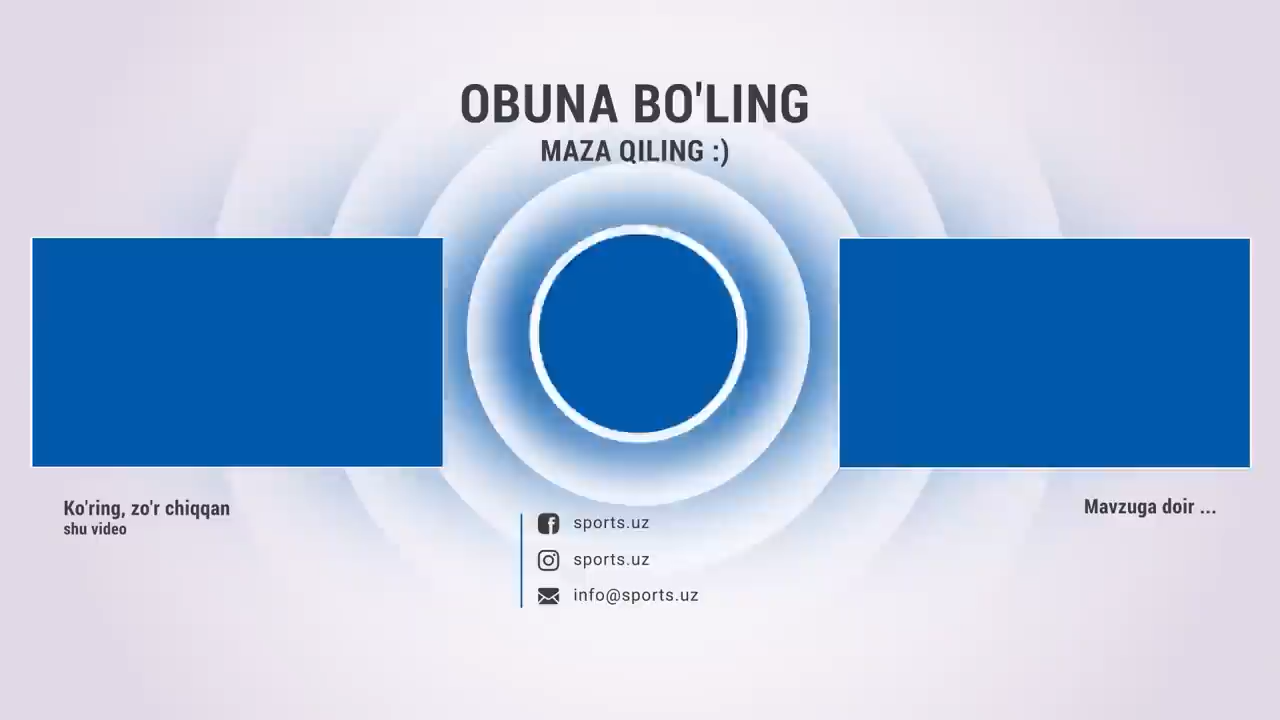 OBUNA BO'LING
MAZA QILING :)
Ko'ring, zo'r chiqqan
shu video
Mavzuga doir ...
sports.uz
sports.uz
info@sports.uz